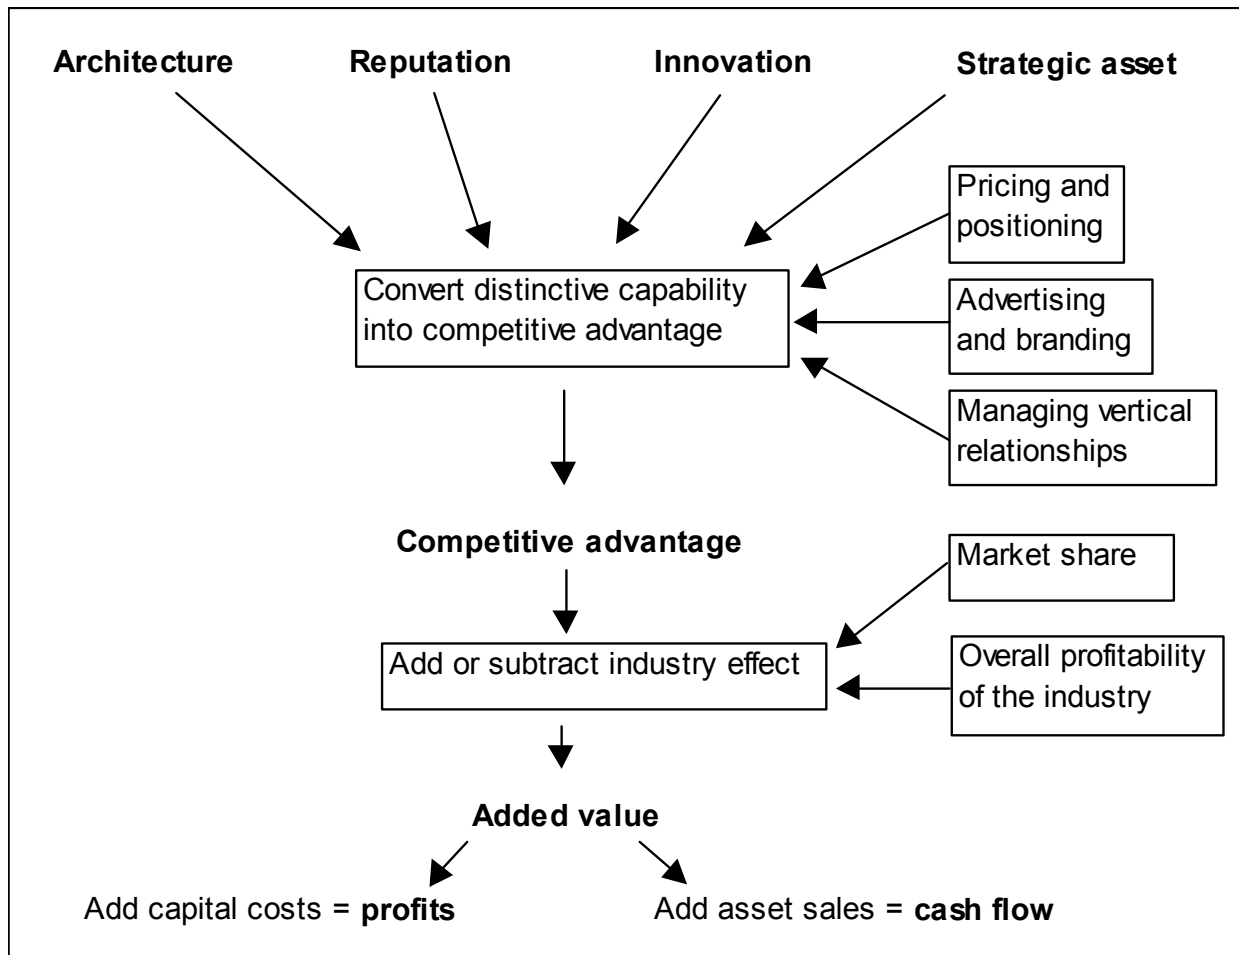 Architecture
Reputation
Innovation
Strategic asset
Pricing and
positioning
Convert distinctive capability
into competitive advantage
Advertising
and branding
Managing vertical
relationships
Competitive advantage
Market share
Add or subtract industry effect
Overall profitability
of the industry
Added value
Add capital costs = profits
Add asset sales = cash flow